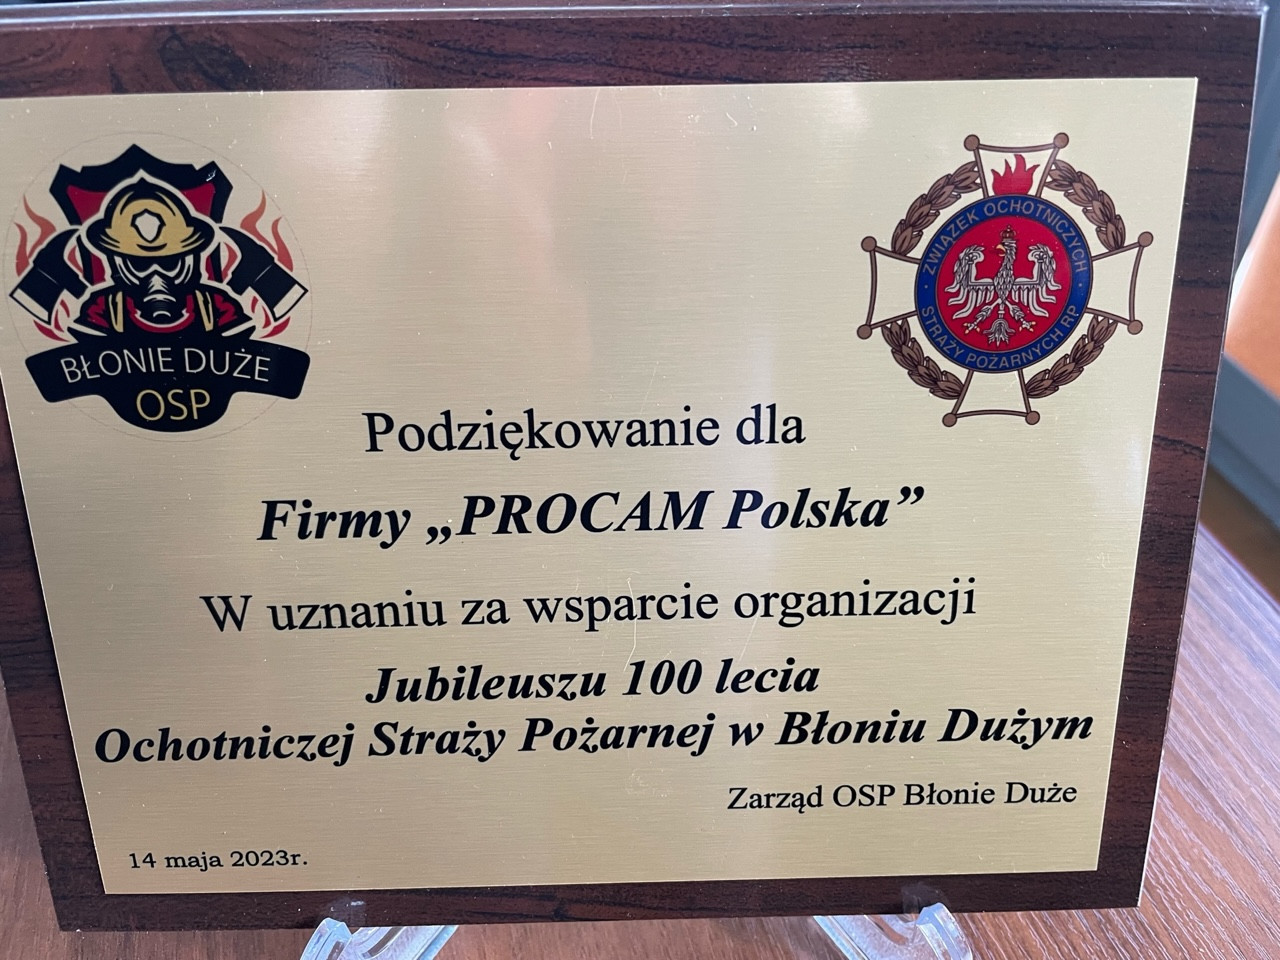 BŁONIE DUŻE
OSP
ZWIĄZEK OCHOTNICZYCH
STRAŻY POŻARNYCH RP
Podziękowanie dla
Firmy „PROCAM Polska”
W uznaniu za wsparcie organizacji
Jubileuszu 100 lecia
Ochotniczej Straży Pożarnej w Błoniu Dużym
Zarząd OSP Błonie Duże
14 maja 2023r.